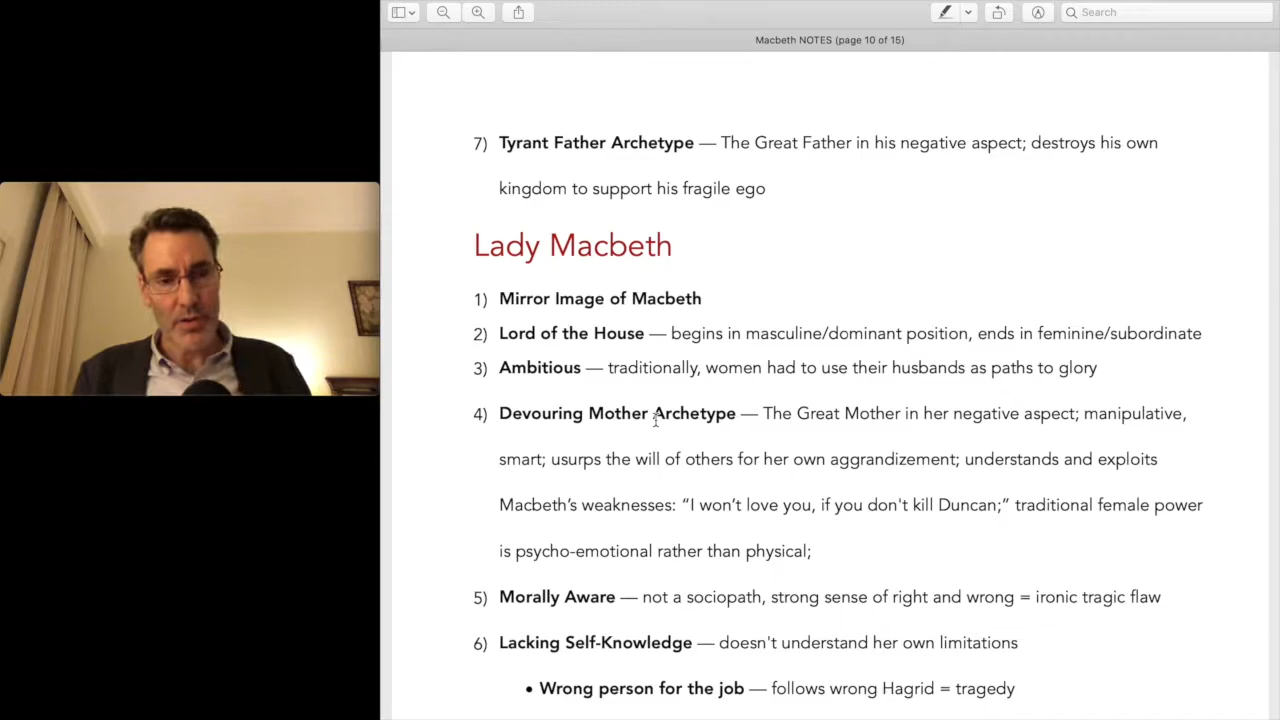 Search
Macbeth NOTES (page 10 of 15)
7) Tyrant Father Archetype — The Great Father in his negative aspect; destroys his own
kingdom to support his fragile ego
Lady Macbeth
1) Mirror Image of Macbeth
2) Lord of the House — begins in masculine/dominant position, ends in feminine/subordinate
3) Ambitious — traditionally, women had to use their husbands as paths to glory
4) Devouring Mother Archetype — The Great Mother in her negative aspect; manipulative,
smart; usurps the will of others for her own aggrandizement; understands and exploits
Macbeth’s weaknesses: “I won’t love you, if you don't kill Duncan;” traditional female power
is psycho-emotional rather than physical;
5) Morally Aware — not a sociopath, strong sense of right and wrong = ironic tragic flaw
6) Lacking Self-Knowledge — doesn't understand her own limitations
• Wrong person for the job — follows wrong Hagrid = tragedy